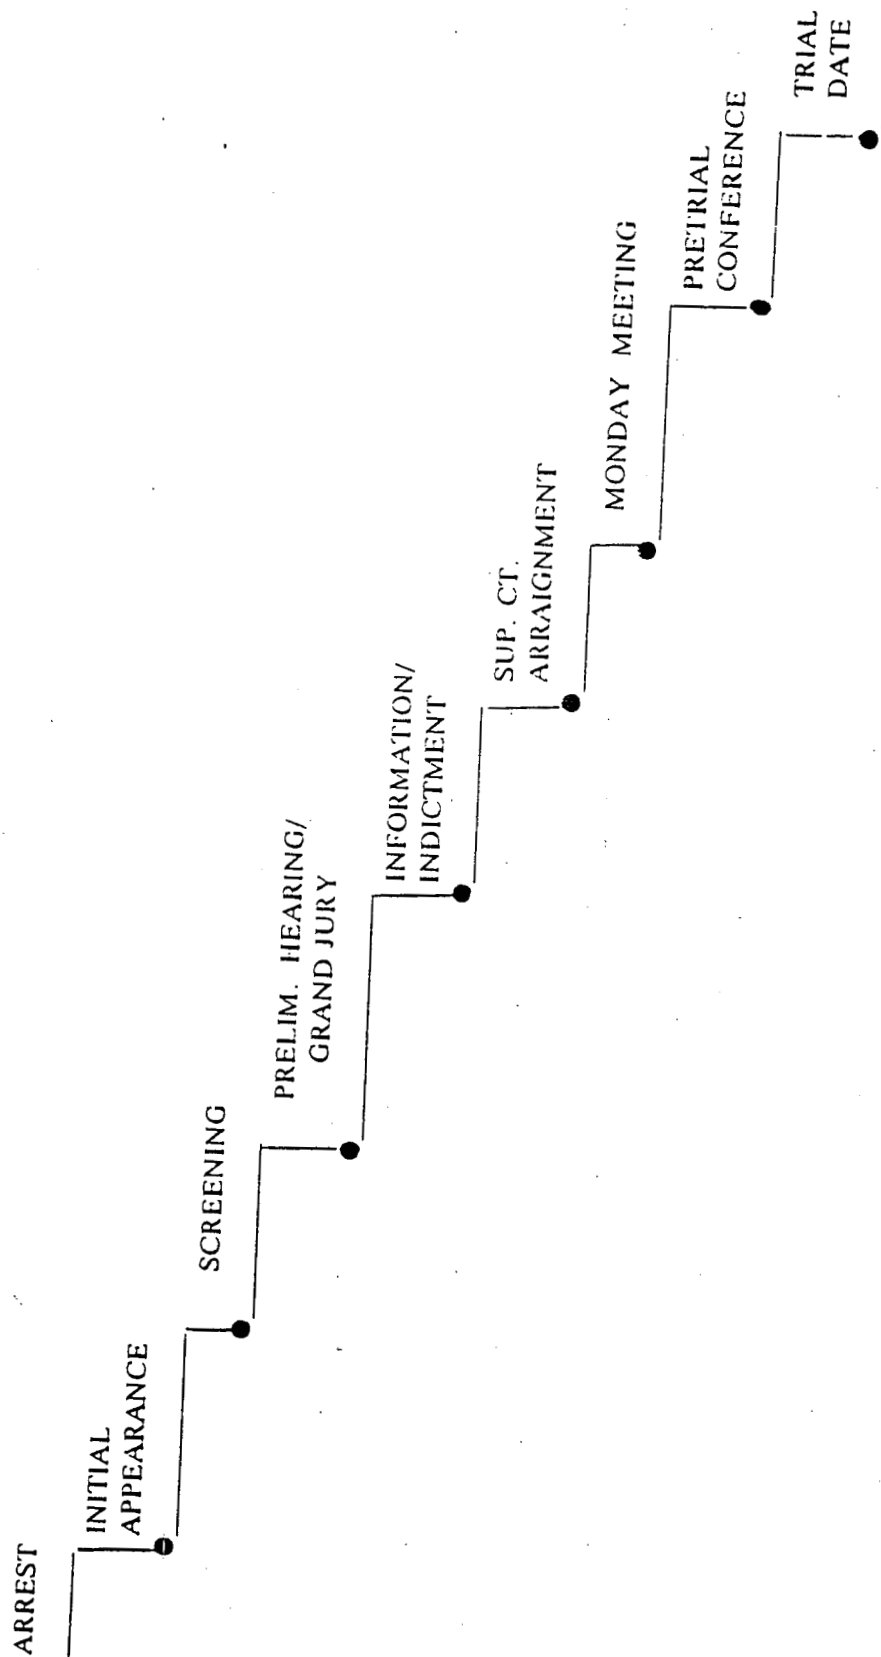 ARREST
INITIAL
APPEARANCE
SCREENING
PRELIM. HEARING/
GRAND JURY
INFORMATION/
INDICTMENT
SUP. CT.
ARRAIGNMENT
MONDAY MEETING
PRETRIAL
CONFERENCE
TRIAL
DATE